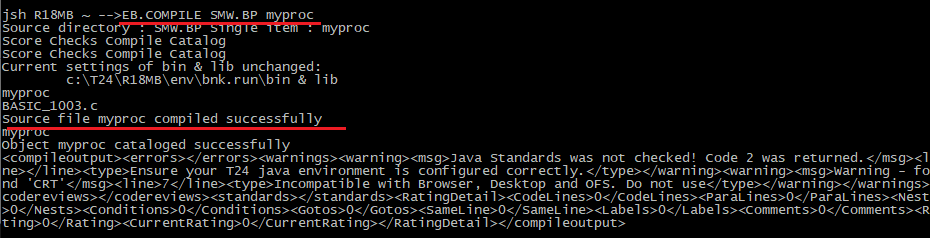 jsh R18MB ~ -->EB.COMPILE SMW.BP myproc
Source directory : SMW.BP Single item : myproc
Score Checks Compile Catalog
Score Checks Compile Catalog
Current settings of bin & lib unchanged:
c:\T24\R18MB\env\bnk.run\bin & lib
myproc
BASIC_1003.c
Source file myproc compiled successfully
myproc
Object myproc cataloged successfully
<compileoutput><errors></errors><warnings><warning><msg>Java Standards was not checked! Code 2 was returned.</msg><l
ne></line><type>Ensure your T24 java environment is configured correctly.</type></warning><warning><msg>Warning - fo
nd 'CRT'</msg><line>7</line><type>Incompatible with Browser, Desktop and OFS. Do not use</type></warning></warnings>
codereviews></codereviews><standards></standards><RatingDetail><CodeLines>0</CodeLines><ParaLines>0</ParaLines><Nest
>0</Nests><Conditions>0</Conditions><Gotos>0</Gotos><SameLine>0</SameLine><Labels>0</Labels><Comments>0</Comments><R
ting>0</Rating><CurrentRating>0</CurrentRating></RatingDetail></compileoutput>